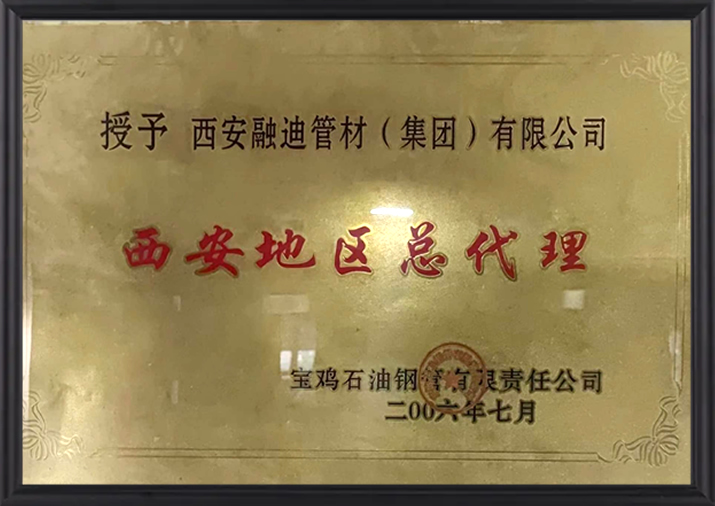 授予 西安融迪管材（集团）有限公司
西安地区总代理
宝鸡石油钢管有限责任公司
二00六年七月